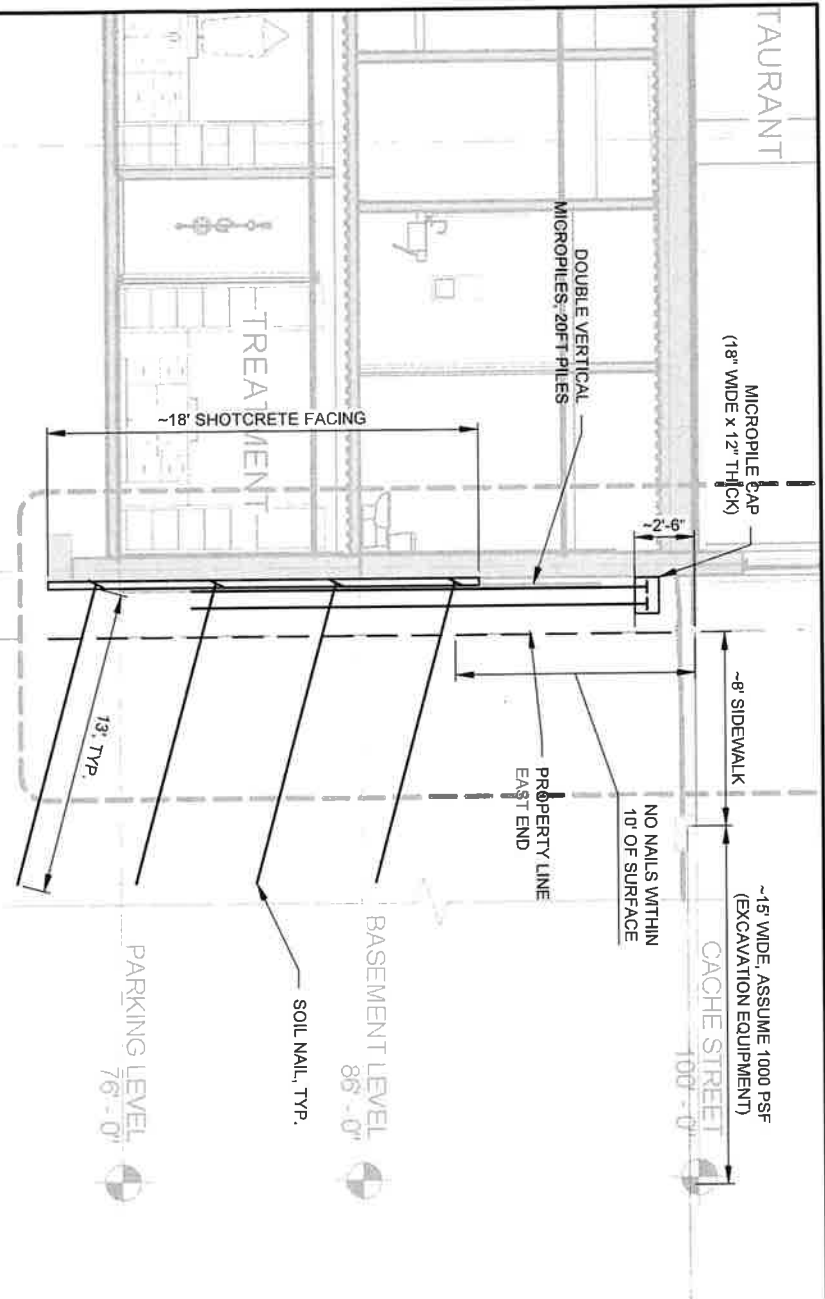 TAURANT
MICROPILE CAP
(18" WIDE x 12" THICK)
DOUBLE VERTICAL
MICROPILES, 20FT PILES
~2'-6"
~8' SIDEWALK
~15' WIDE, ASSUME 1000 PSF
(EXCAVATION EQUIPMENT)
CACHE STREET
100' - 0"
NO NAILS WITHIN
10' OF SURFACE
PROPERTY LINE
EAST END
~18' SHOTCRETE FACING
TREATMENT
BASEMENT LEVEL
86' - 0"
SOIL NAIL, TYP.
13', TYP.
PARKING LEVEL
76' - 0"